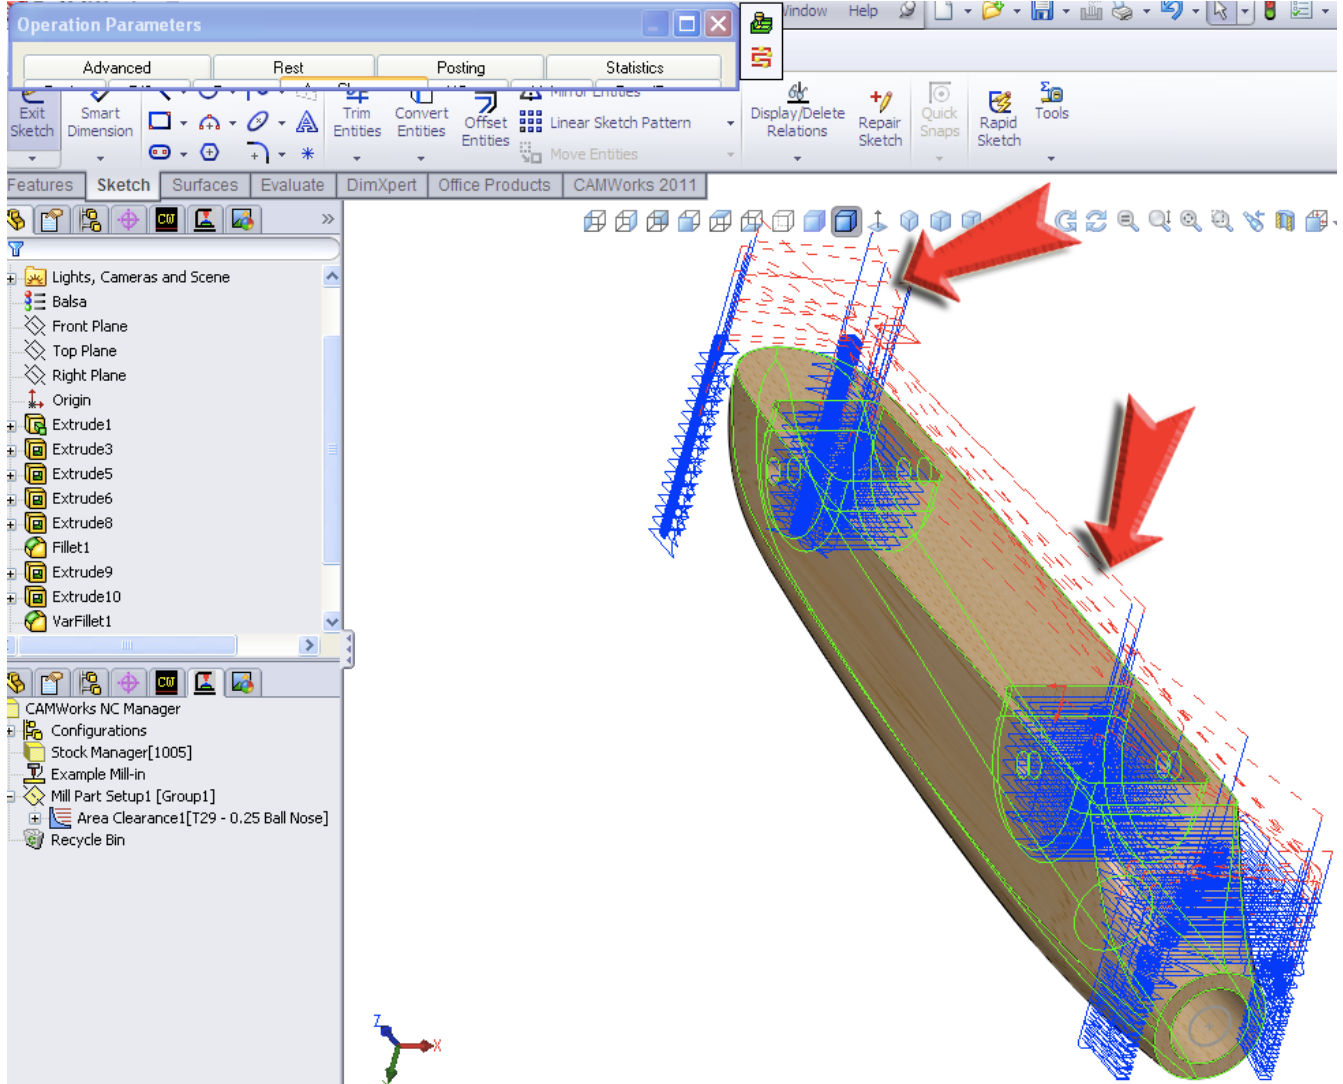 Operation Parameters
Window Help
Advanced Rest Posting Statistics
Mirror Entities
Exit Sketch
Smart Dimension
Trim Entities
Convert Entities
Offset Entities
Linear Sketch Pattern
Move Entities
Display/Delete Relations
Repair Sketch
Quick Snaps
Rapid Sketch
Tools
Features Sketch Surfaces Evaluate DimXpert Office Products CAMWorks 2011
CW
Lights, Cameras and Scene
Balsa
Front Plane
Top Plane
Right Plane
Origin
Extrude1
Extrude3
Extrude5
Extrude6
Extrude8
Fillet1
Extrude9
Extrude10
VarFillet1
CW
CAMWorks NC Manager
Configurations
Stock Manager[1005]
Example Mill-in
Mill Part Setup1 [Group1]
Area Clearance1[T29 - 0.25 Ball Nose]
Recycle Bin
Z
X